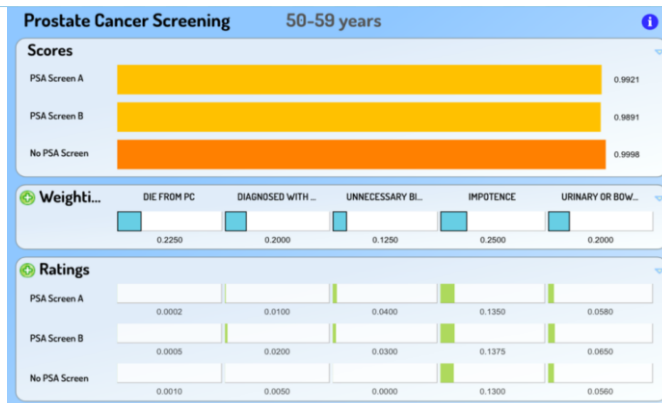 Prostate Cancer Screening 50-59 years i
Scores
PSA Screen A 0.9921
PSA Screen B 0.9891
No PSA Screen 0.9998
Weighti... DIE FROM PC DIAGNOSED WITH ... UNNECESSARY BI... IMPOTENCE URINARY OR BOW...
0.2250 0.2000 0.1250 0.2500 0.2000
Ratings
PSA Screen A
0.0002 0.0100 0.0400 0.1350 0.0580
PSA Screen B
0.0005 0.0200 0.0300 0.1375 0.0650
No PSA Screen
0.0010 0.0050 0.0000 0.1300 0.0560